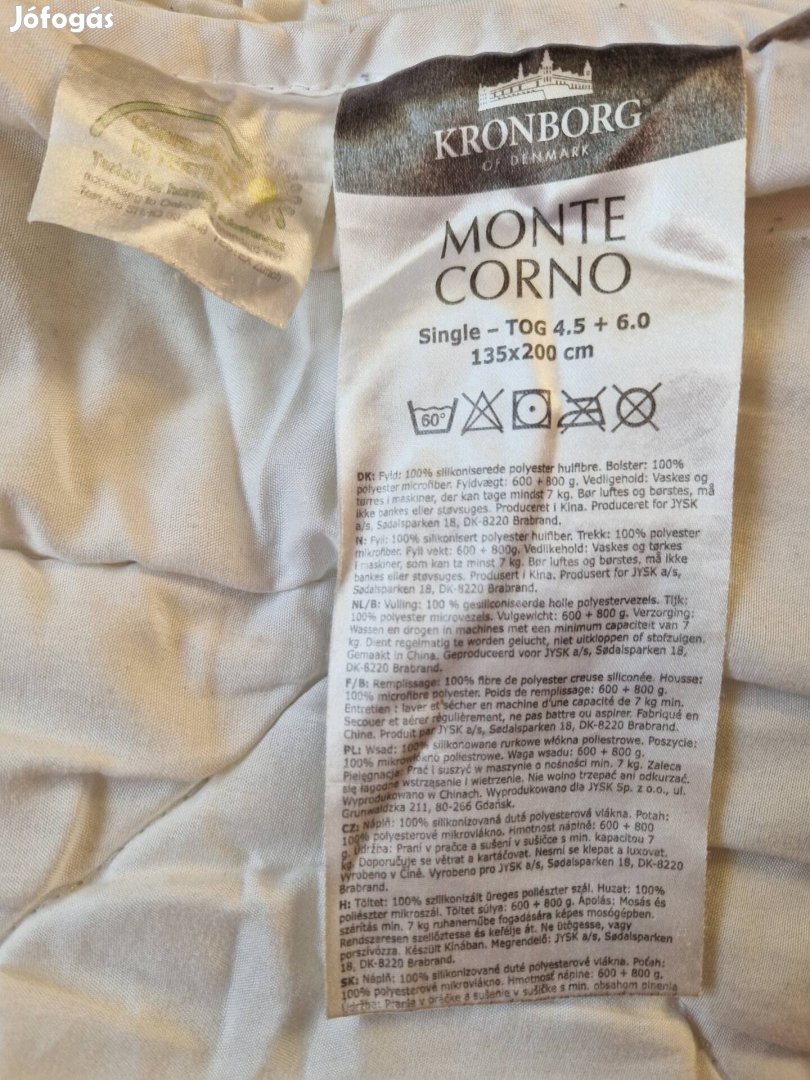 Jófogás
KRONBORG
OF DENMARK
MONTE
CORNO
Single – TOG 4.5 + 6.0
135x200 cm
60°
Tested for harmful substances
DK: Fyld: 100% silikoniserede polyester hulfibre. Bolster: 100%
polyester microfiber. Fyldvægt: 600 + 800 g. Vedligehold: Vaskes og
tørres i maskiner, der kan tage mindst 7 kg. Bør luftes og børstes, må
ikke bankes eller støvsuges. Produceret i Kina. Produceret for JYSK
a/s, Sødalsparken 18, DK-8220 Brabrand.
N: Fyll: 100% silikonisert polyester hulfiber. Trekk: 100% polyester
mikrofiber. Fyll vekt: 600 + 800g. Vedlikehold: Vaskes og tørkes
i maskiner, som kan ta minst 7 kg. Bør luftes og børstes, må ikke
bankes eller støvsuges. Produsert i Kina. Produsert for JYSK a/s,
Sødalsparken 18, DK-8220 Brabrand.
NL/B: Vulling: 100 % gesiliconiseerde holle polyestervezels. Tijk:
100% polyester microvezels. Vulgewicht: 600 + 800 g. Verzorging:
Wassen en drogen in machines met een minimum capaciteit van 7
kg. Dient regelmatig te worden gelucht, niet uitkloppen of stofzuigen.
Gemaakt in China. Geproduceerd voor JYSK a/s, Sødalsparken 18,
DK-8220 Brabrand.
F/B: Remplissage: 100% fibre de polyester creuse siliconée. Housse:
100% microfibre polyester. Poids de remplissage: 600 + 800 g.
Entretien : laver et sécher en machine d'une capacité de 7 kg min.
Secouer et aérer régulièrement, ne pas battre ou aspirer. Fabriqué en
Chine. Produit par JYSK a/s, Sødalsparken 18, DK-8220 Brabrand.
PL: Wsad: 100% silikonowane rurkowe włókna poliestrowe. Poszycie:
100% mikrowłókno poliestrowe. Waga wsadu: 600 + 800 g.
Pielęgnacja: Prać i suszyć w maszynie o nośności min. 7 kg. Zaleca
się łagodne wstrząsanie i wietrzenie. Nie wolno trzepać ani odkurzać.
Wyprodukowano w Chinach. Wyprodukowano dla JYSK Sp. z o.o., ul.
Grunwaldzka 211, 80-266 Gdańsk.
CZ: Náplň: 100% silikonizovaná dutá polyesterová vlákna. Potah:
100% polyesterové mikrovlákno. Hmotnost náplně: 600 + 800
g. Údržba: Praní v pračce a sušení v sušičce s min. kapacitou 7
kg. Doporučuje se větrat a kartáčovat. Nesmí se klepat a luxovat.
Vyrobeno v Číně. Vyrobeno pro JYSK a/s, Sødalsparken 18, DK-8220
Brabrand.
H: Töltet: 100% szilikonizált üreges poliészter szál. Huzat: 100%
poliészter mikroszál. Töltet súlya: 600 + 800 g. Ápolás: Mosás és
szárítás min. 7 kg ruhanemübe fogadására képes mosógépben.
Rendszeresen szellőztesse és kefélje át. Ne ütögesse, vagy
porszívózza. Készült Kínában. Megrendelő: JYSK a/s, Sødalsparken
18, DK-8220 Brabrand.
SK: Náplň: 100% silikonizované duté polyesterové vlákna. Poťah:
100% polyesterové mikrovlákno. Hmotnosť náplne: 600 + 800 g.
Údržba: Pranie v práčke a sušenie v sušičke s min. obsahom plnenia